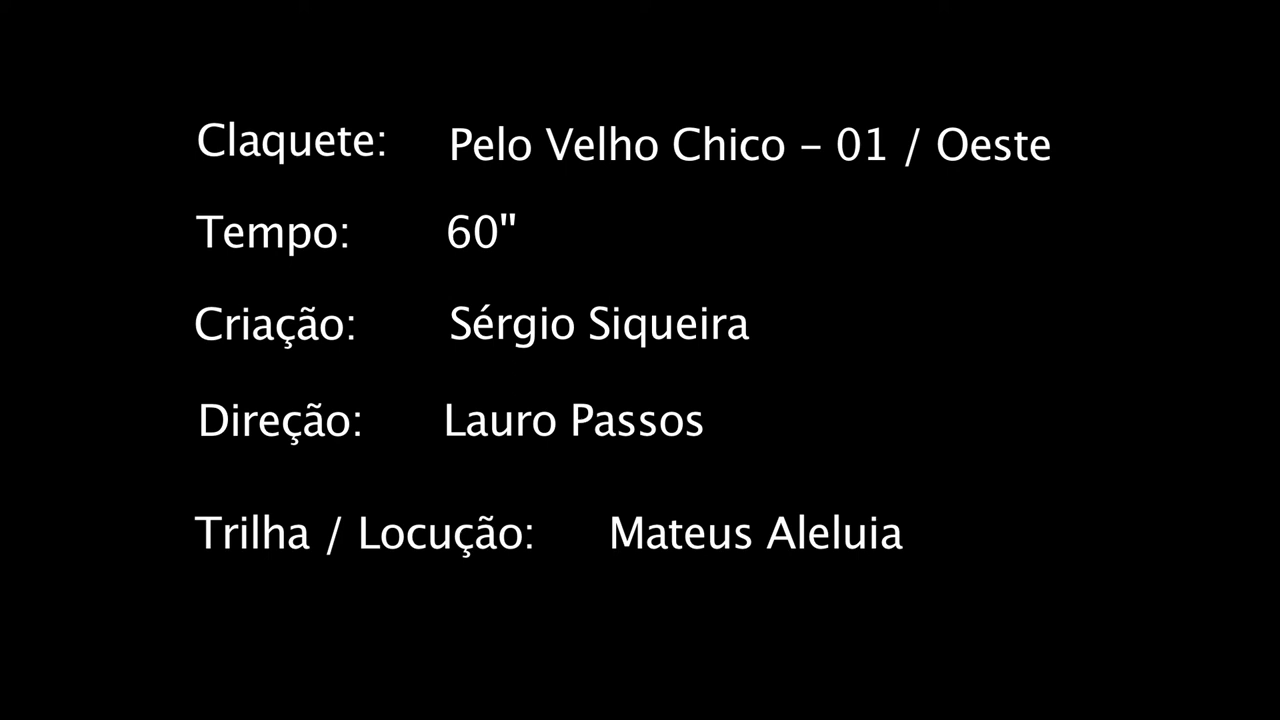 Claquete: Pelo Velho Chico - 01 / Oeste
Tempo: 60"
Criação: Sérgio Siqueira
Direção: Lauro Passos
Trilha / Locução: Mateus Aleluia